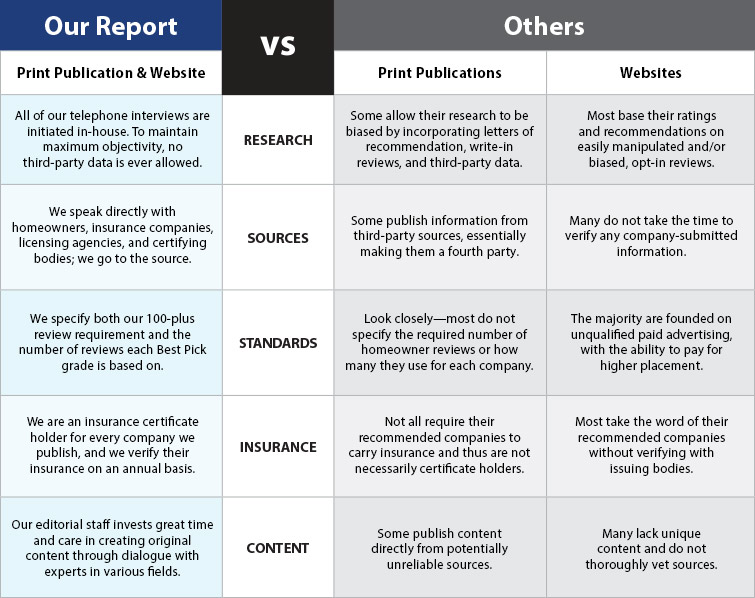 Our Report
VS
Others
Print Publication & Website
Print Publications
Websites
All of our telephone interviews are
initiated in-house. To maintain
maximum objectivity, no
third-party data is ever allowed.
RESEARCH
Some allow their research to be
biased by incorporating letters of
recommendation, write-in
reviews, and third-party data.
Most base their ratings
and recommendations on
easily manipulated and/or
biased, opt-in reviews.
We speak directly with
homeowners, insurance companies,
licensing agencies, and certifying
bodies; we go to the source.
SOURCES
Some publish information from
third-party sources, essentially
making them a fourth party.
Many do not take the time to
verify any company-submitted
information.
We specify both our 100-plus
review requirement and the
number of reviews each Best Pick
grade is based on.
STANDARDS
Look closely—most do not
specify the required number of
homeowner reviews or how
many they use for each company.
The majority are founded on
unqualified paid advertising,
with the ability to pay for
higher placement.
We are an insurance certificate
holder for every company we
publish, and we verify their
insurance on an annual basis.
INSURANCE
Not all require their
recommended companies to
carry insurance and thus are not
necessarily certificate holders.
Most take the word of their
recommended companies
without verifying with
issuing bodies.
Our editorial staff invests great time
and care in creating original
content through dialogue with
experts in various fields.
CONTENT
Some publish content
directly from potentially
unreliable sources.
Many lack unique
content and do not
thoroughly vet sources.